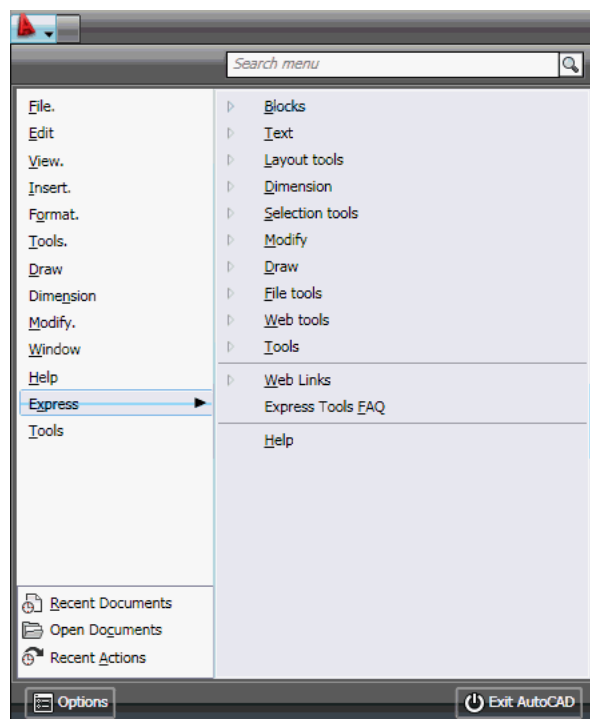 Search menu
File.
Edit
View.
Insert.
Format.
Tools.
Draw
Dimension
Modify.
Window
Help
Express
Tools
Blocks
Text
Layout tools
Dimension
Selection tools
Modify
Draw
File tools
Web tools
Tools
Web Links
Express Tools FAQ
Help
Recent Documents
Open Documents
Recent Actions
Options
Exit AutoCAD